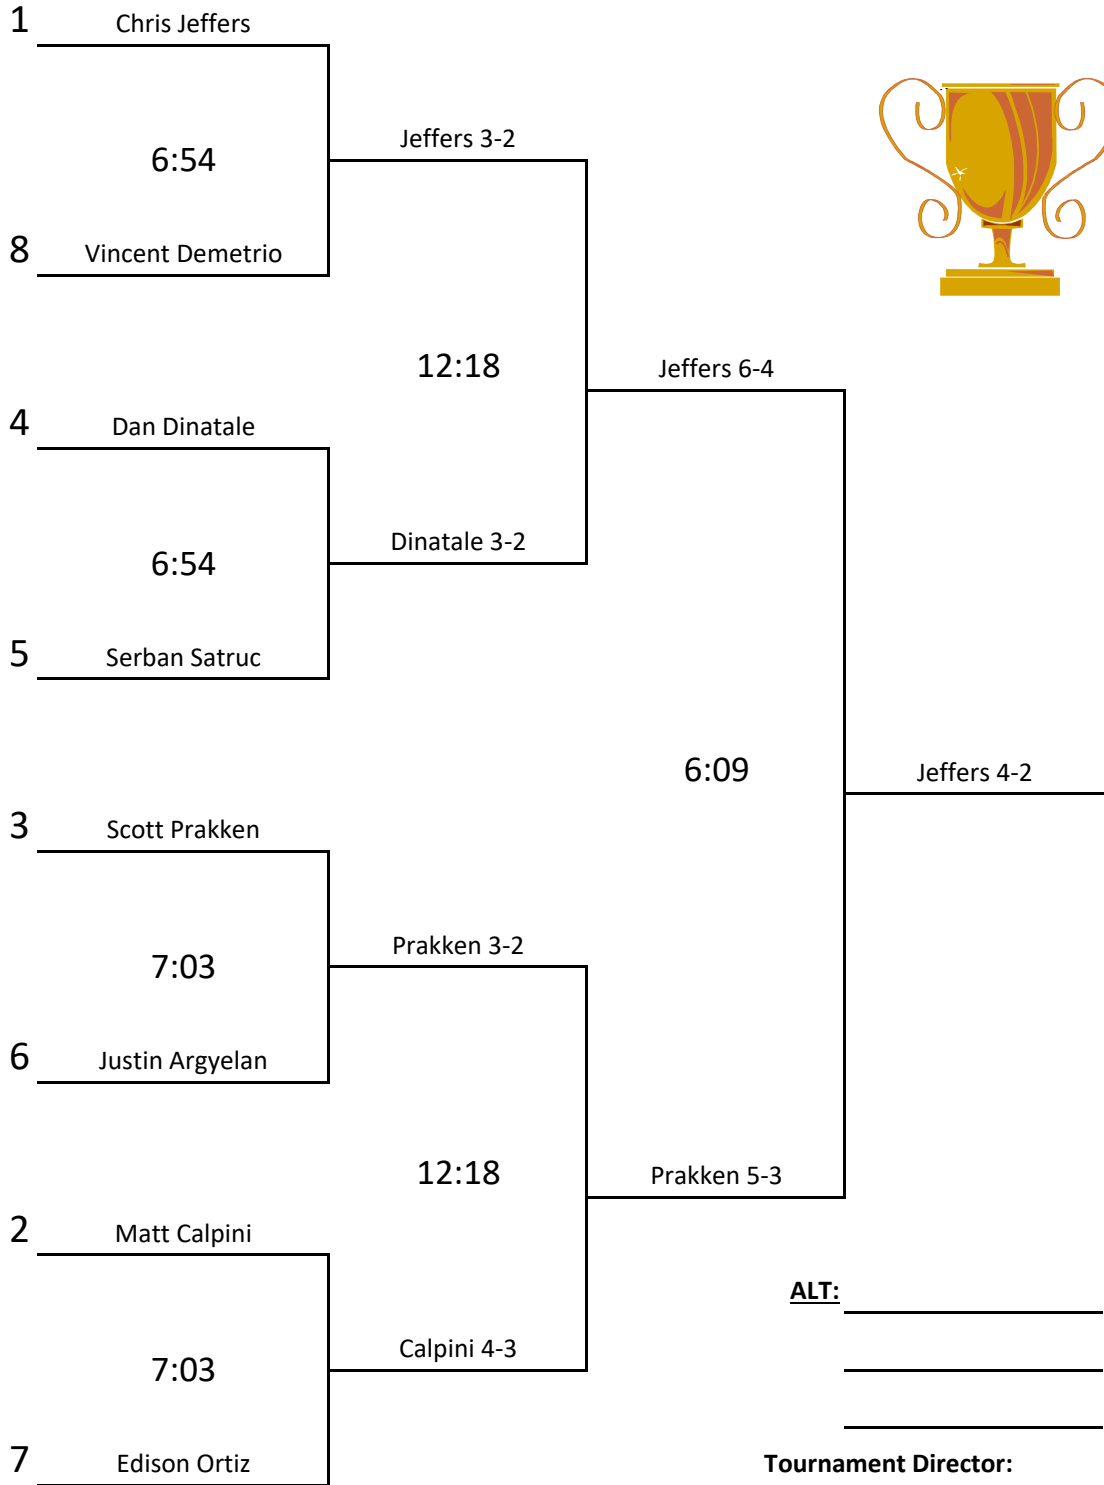 1 Chris Jeffers
Jeffers 3-2
6:54
8 Vincent Demetrio
12:18
Jeffers 6-4
4 Dan Dinatale
Dinatale 3-2
6:54
5 Serban Satruc
6:09
Jeffers 4-2
3 Scott Prakken
Prakken 3-2
7:03
6 Justin Argyelan
12:18
Prakken 5-3
2 Matt Calpini
ALT:
Calpini 4-3
7:03
7 Edison Ortiz
Tournament Director: